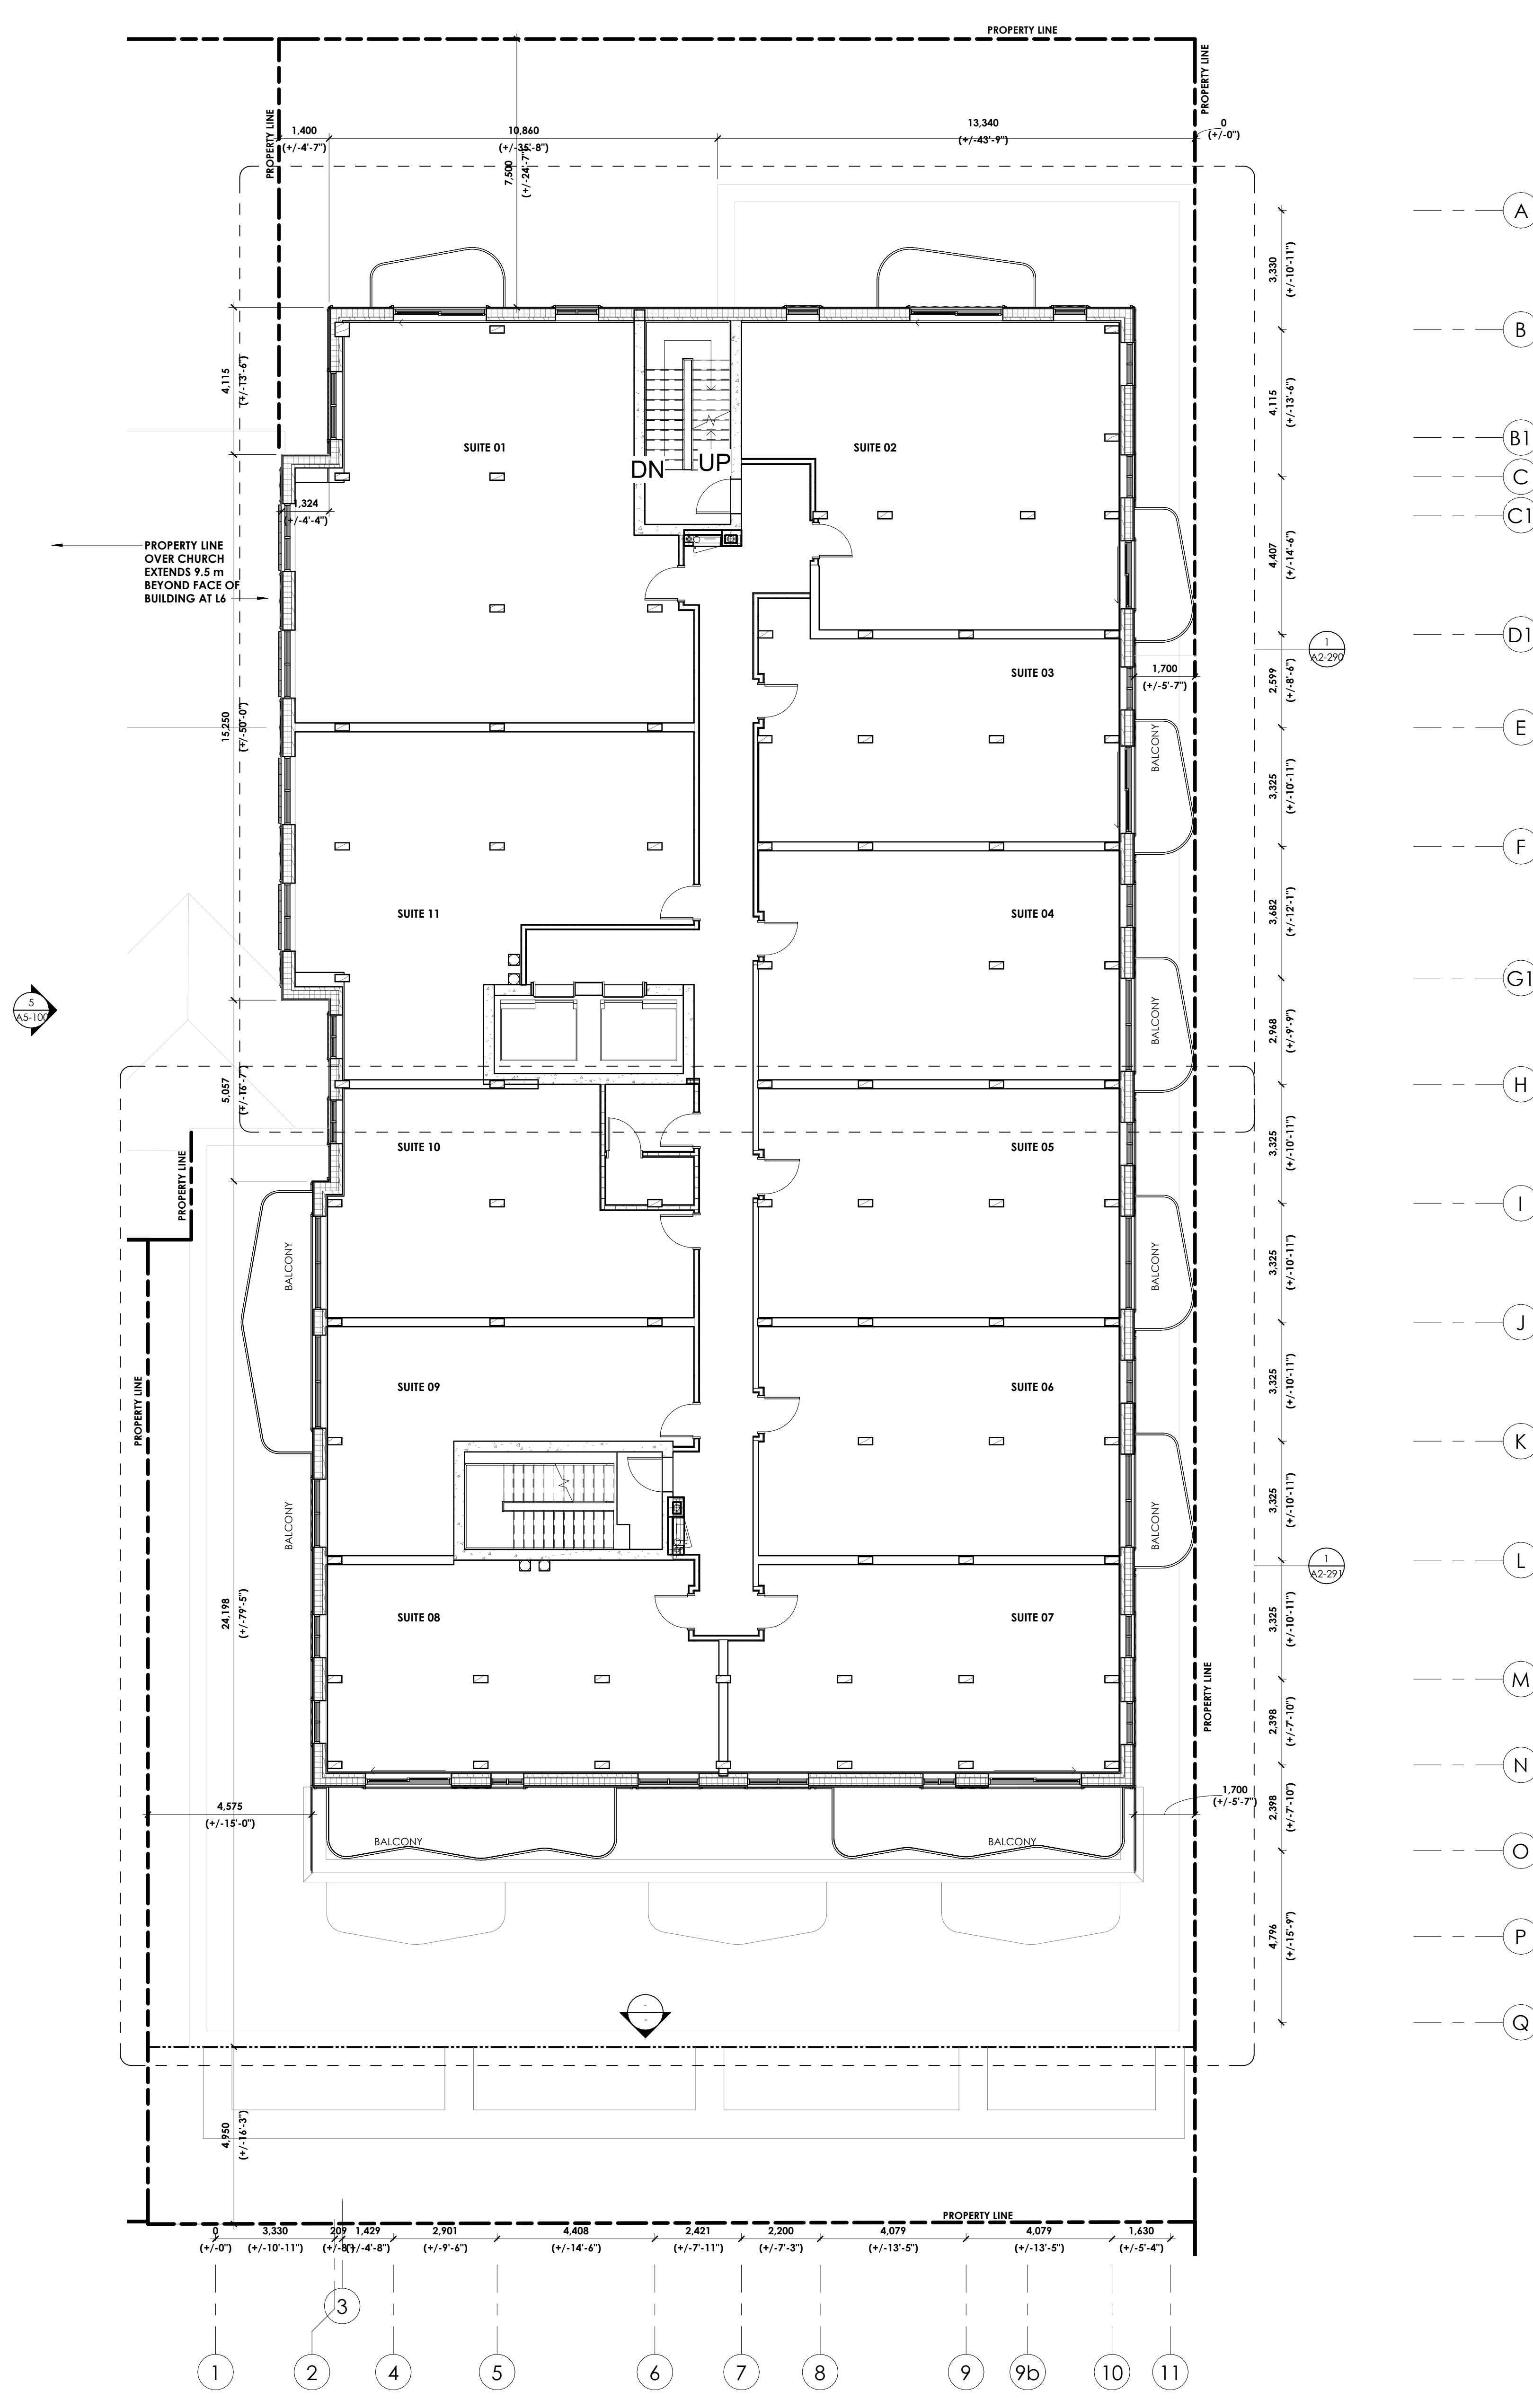 PROPERTY LINE
PROPERTY LINE
PROPERTY LINE
1,400
(+/-4'-7")
10,860
(+/-35'-8")
13,340
(+/-43'-9")
0
(+/-0")
7,500
(+/-24'-7")
A
3,330
(+/-10'-11")
B
4,115
(+/-13'-6")
4,115
(+/-13'-6")
SUITE 01
SUITE 02
DN
UP
B1
C
C1
1,324
(+/-4'-4")
PROPERTY LINE
OVER CHURCH
EXTENDS 9.5 m
BEYOND FACE OF
BUILDING AT L6
4,407
(+/-14'-6")
D1
1
A2-290
SUITE 03
1,700
(+/-5'-7")
2,599
(+/-8'-6")
15,250
(+/-50'-0")
E
BALCONY
3,325
(+/-10'-11")
F
SUITE 11
SUITE 04
3,682
(+/-12'-1")
G1
5
A5-100
BALCONY
2,968
(+/-9'-9")
5,057
(+/-16'-7")
H
SUITE 10
SUITE 05
3,325
(+/-10'-11")
PROPERTY LINE
I
BALCONY
BALCONY
3,325
(+/-10'-11")
J
PROPERTY LINE
SUITE 09
SUITE 06
3,325
(+/-10'-11")
K
BALCONY
BALCONY
3,325
(+/-10'-11")
L
1
A2-291
24,198
(+/-79'-5")
SUITE 08
SUITE 07
3,325
(+/-10'-11")
M
PROPERTY LINE
2,398
(+/-7'-10")
N
4,575
(+/-15'-0")
1,700
(+/-5'-7")
2,398
(+/-7'-10")
BALCONY
BALCONY
O
4,796
(+/-15'-9")
P
-
-
Q
4,950
(+/-16'-3")
PROPERTY LINE
0
3,330
209
1,429
2,901
4,408
2,421
2,200
4,079
4,079
1,630
(+/-0")
(+/-10'-11")
(+/-8")
(+/-4'-8")
(+/-9'-6")
(+/-14'-6")
(+/-7'-11")
(+/-7'-3")
(+/-13'-5")
(+/-13'-5")
(+/-5'-4")
3
1
2
4
5
6
7
8
9
9b
10
11